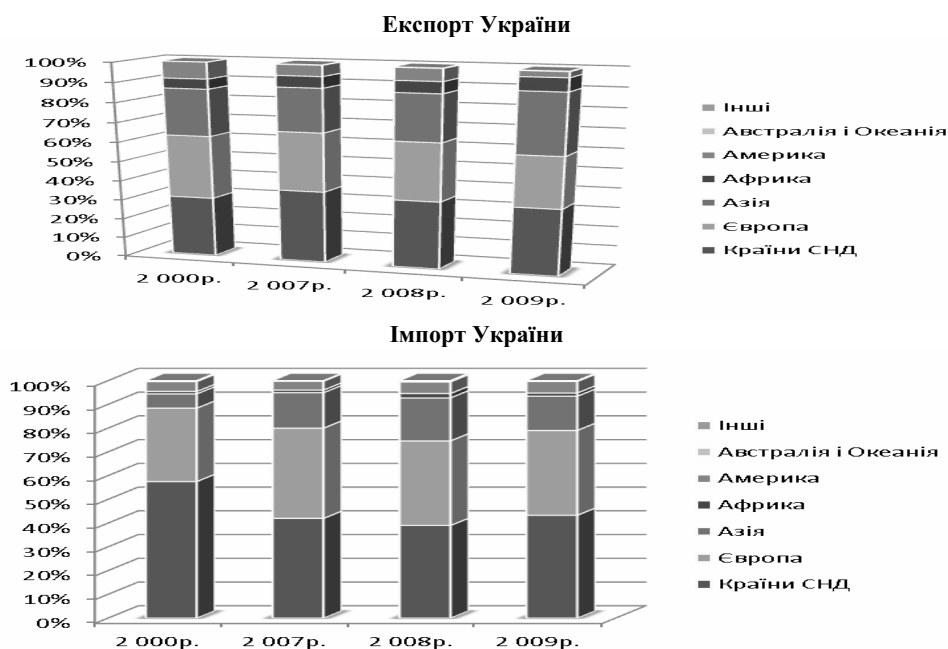 Експорт України
100%
90%
80%
70%
60%
50%
40%
30%
20%
10%
0%
2 000р.
2 007р.
2 008р.
2 009р.
Інші
Австралія і Океанія
Америка
Африка
Азія
Європа
Країни СНД
Імпорт України
100%
90%
80%
70%
60%
50%
40%
30%
20%
10%
0%
2 000р.
2 007р.
2 008р.
2 009р.
Інші
Австралія і Океанія
Америка
Африка
Азія
Європа
Країни СНД